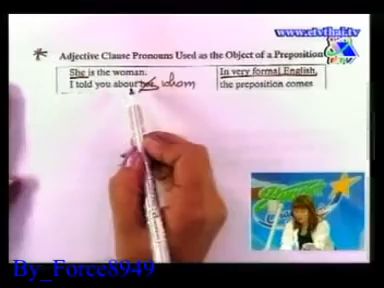 www.etvthai.tv
* Adjective Clause Pronouns Used as the Object of a Preposition
She is the woman.
I told you about her. whom
In very formal English,
the preposition comes
By_Force8949